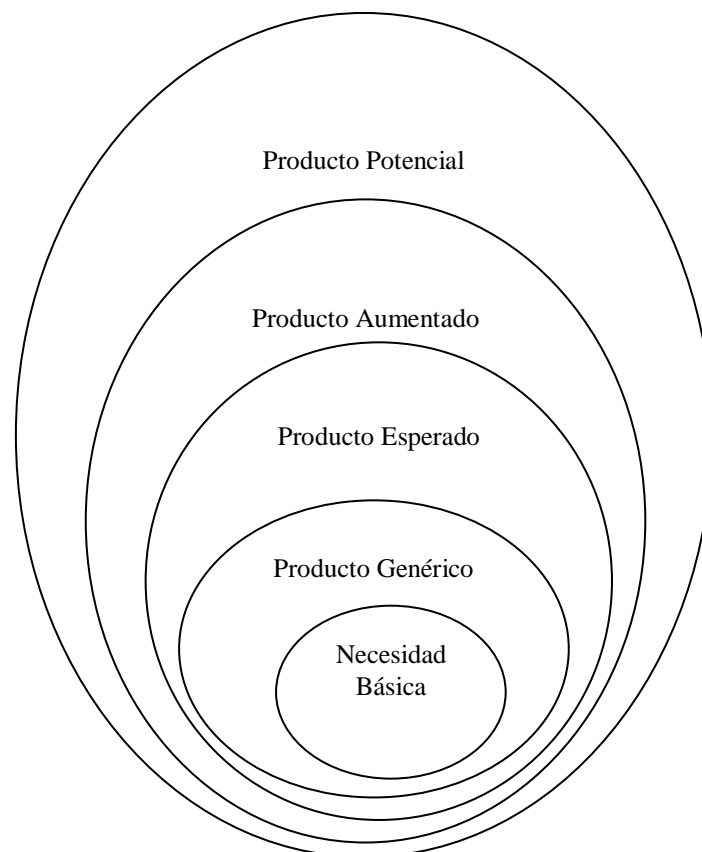 Producto Potencial
Producto Aumentado
Producto Esperado
Producto Genérico
Necesidad
Básica